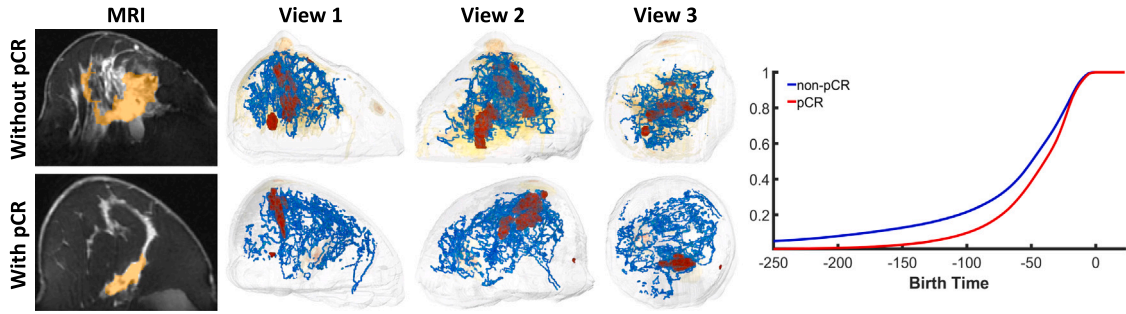 MRI
View 1
View 2
View 3
Without pCR
With pCR
1
0.8
0.6
0.4
0.2
non-pCR
pCR
-250 -200 -150 -100 -50 0
Birth Time